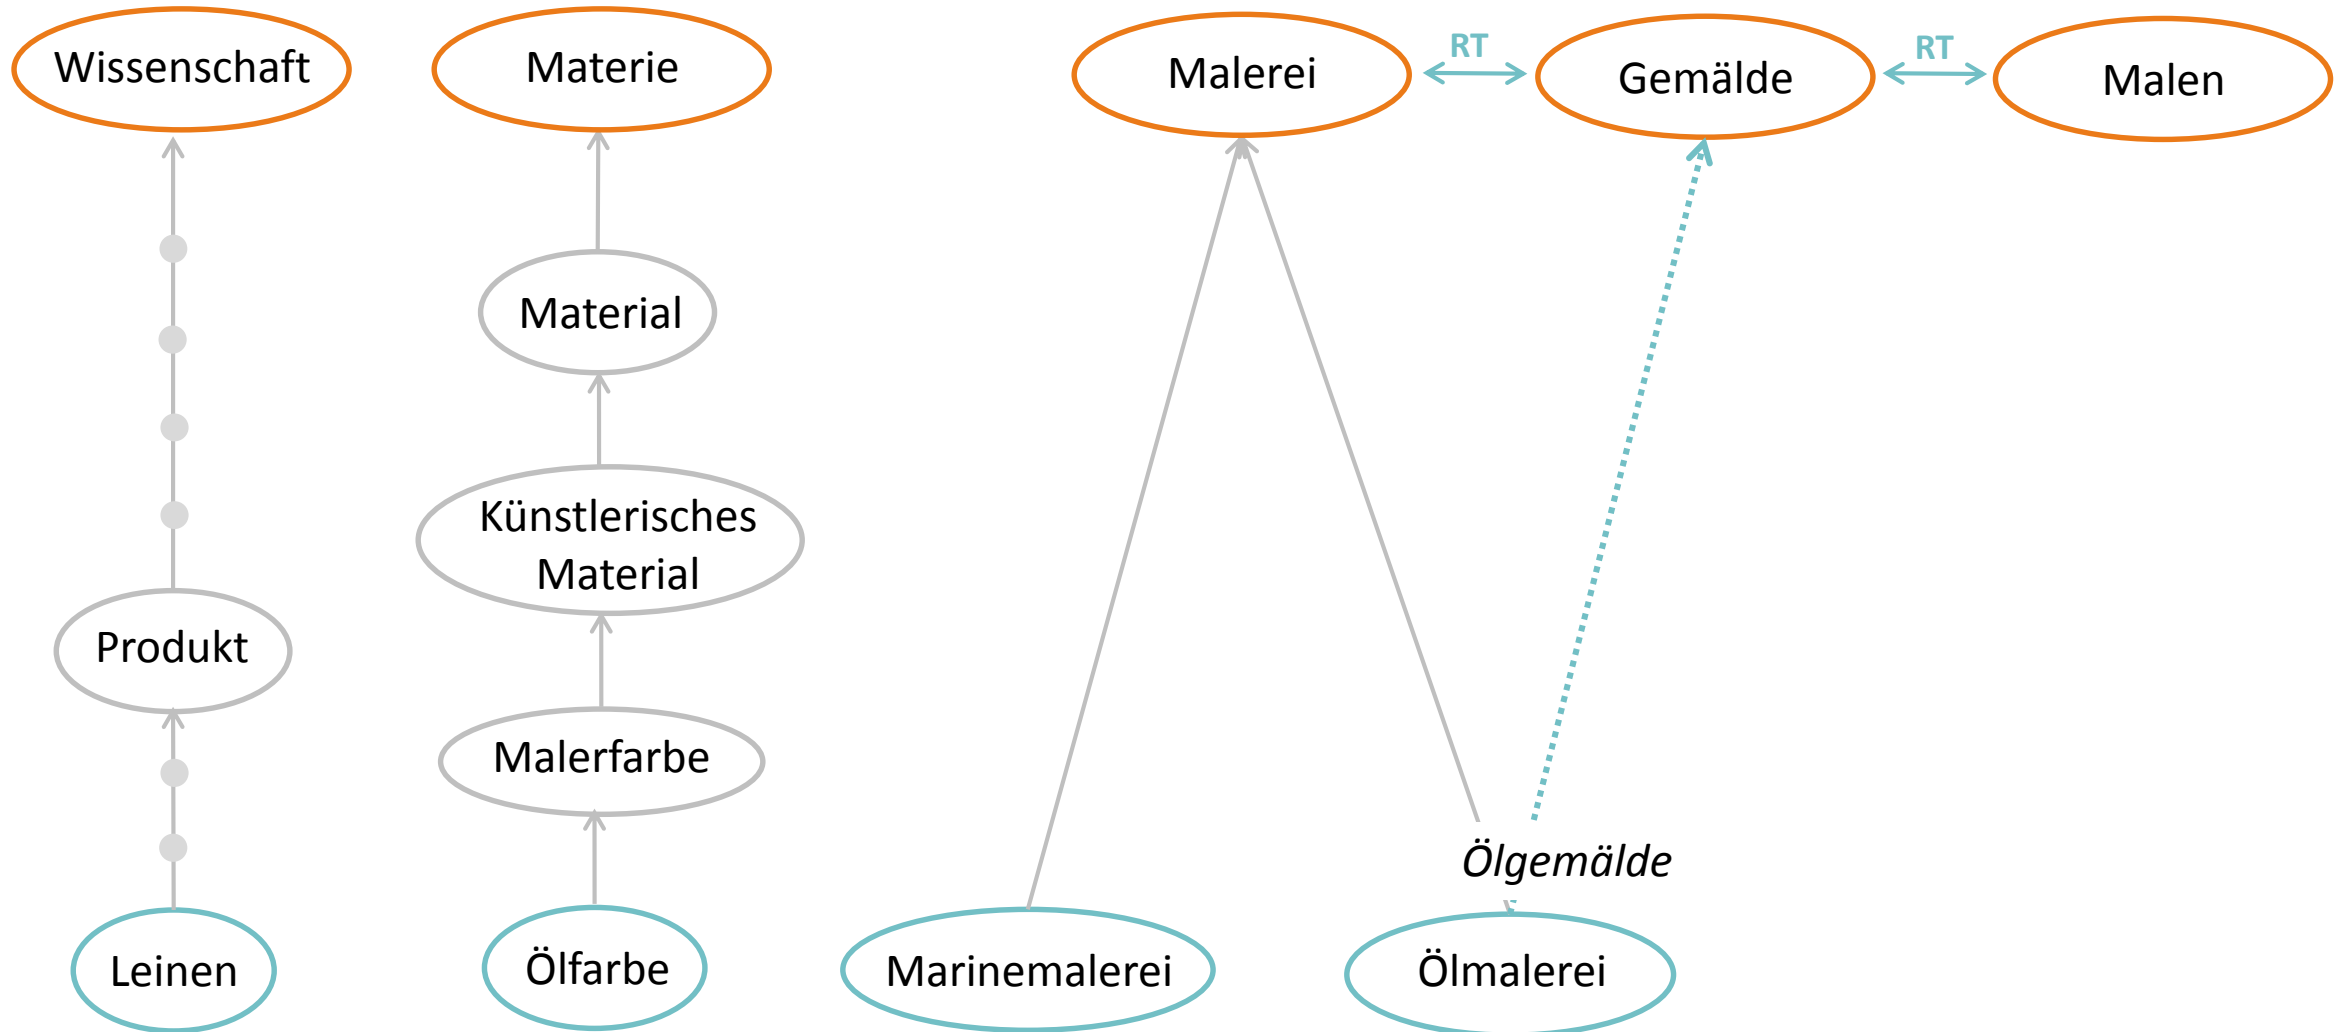 Wissenschaft
Materie
Malerei
RT
Gemälde
RT
Malen
Material
Künstlerisches
Material
Produkt
Malerfarbe
Ölgemälde
Leinen
Ölfarbe
Marinemalerei
Ölmalerei